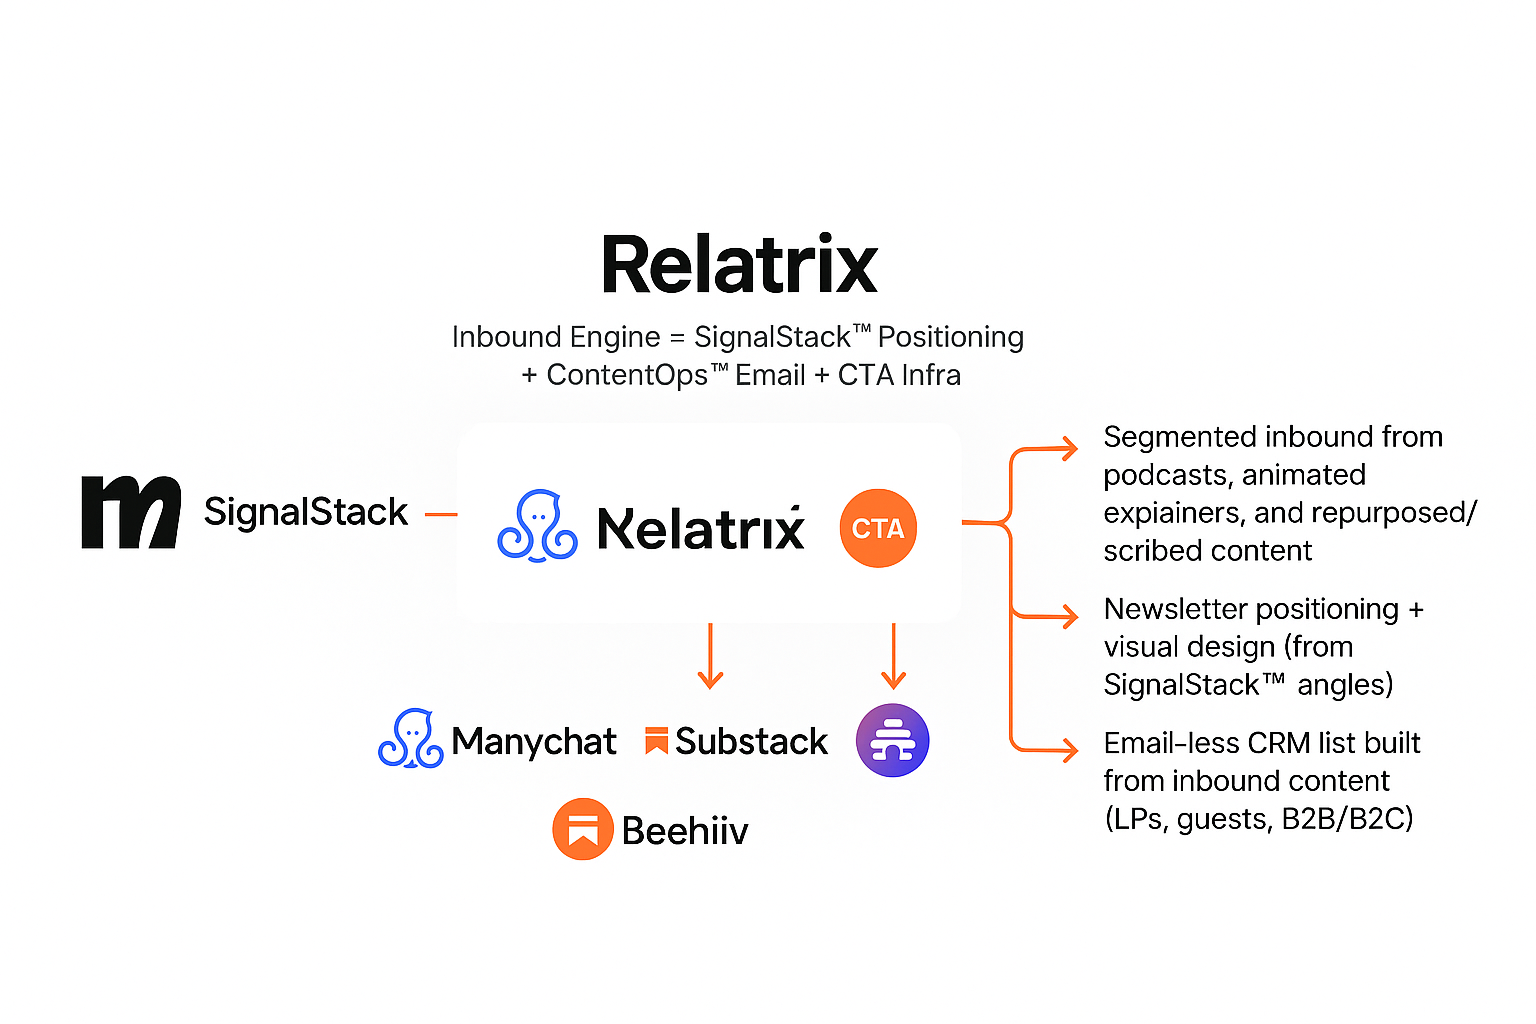 Relatrix
Inbound Engine = SignalStack™ Positioning
+ ContentOps™ Email + CTA Infra
m SignalStack
Kelatrıẋ
CTA
Segmented inbound from
podcasts, animated
expiainers, and repurposed/
scribed content
Newsletter positioning +
visual design (from
SignalStack™ angles)
Email-less CRM list built
from inbound content
(LPs, guests, B2B/B2C)
Manychat
Substack
Beehiiv